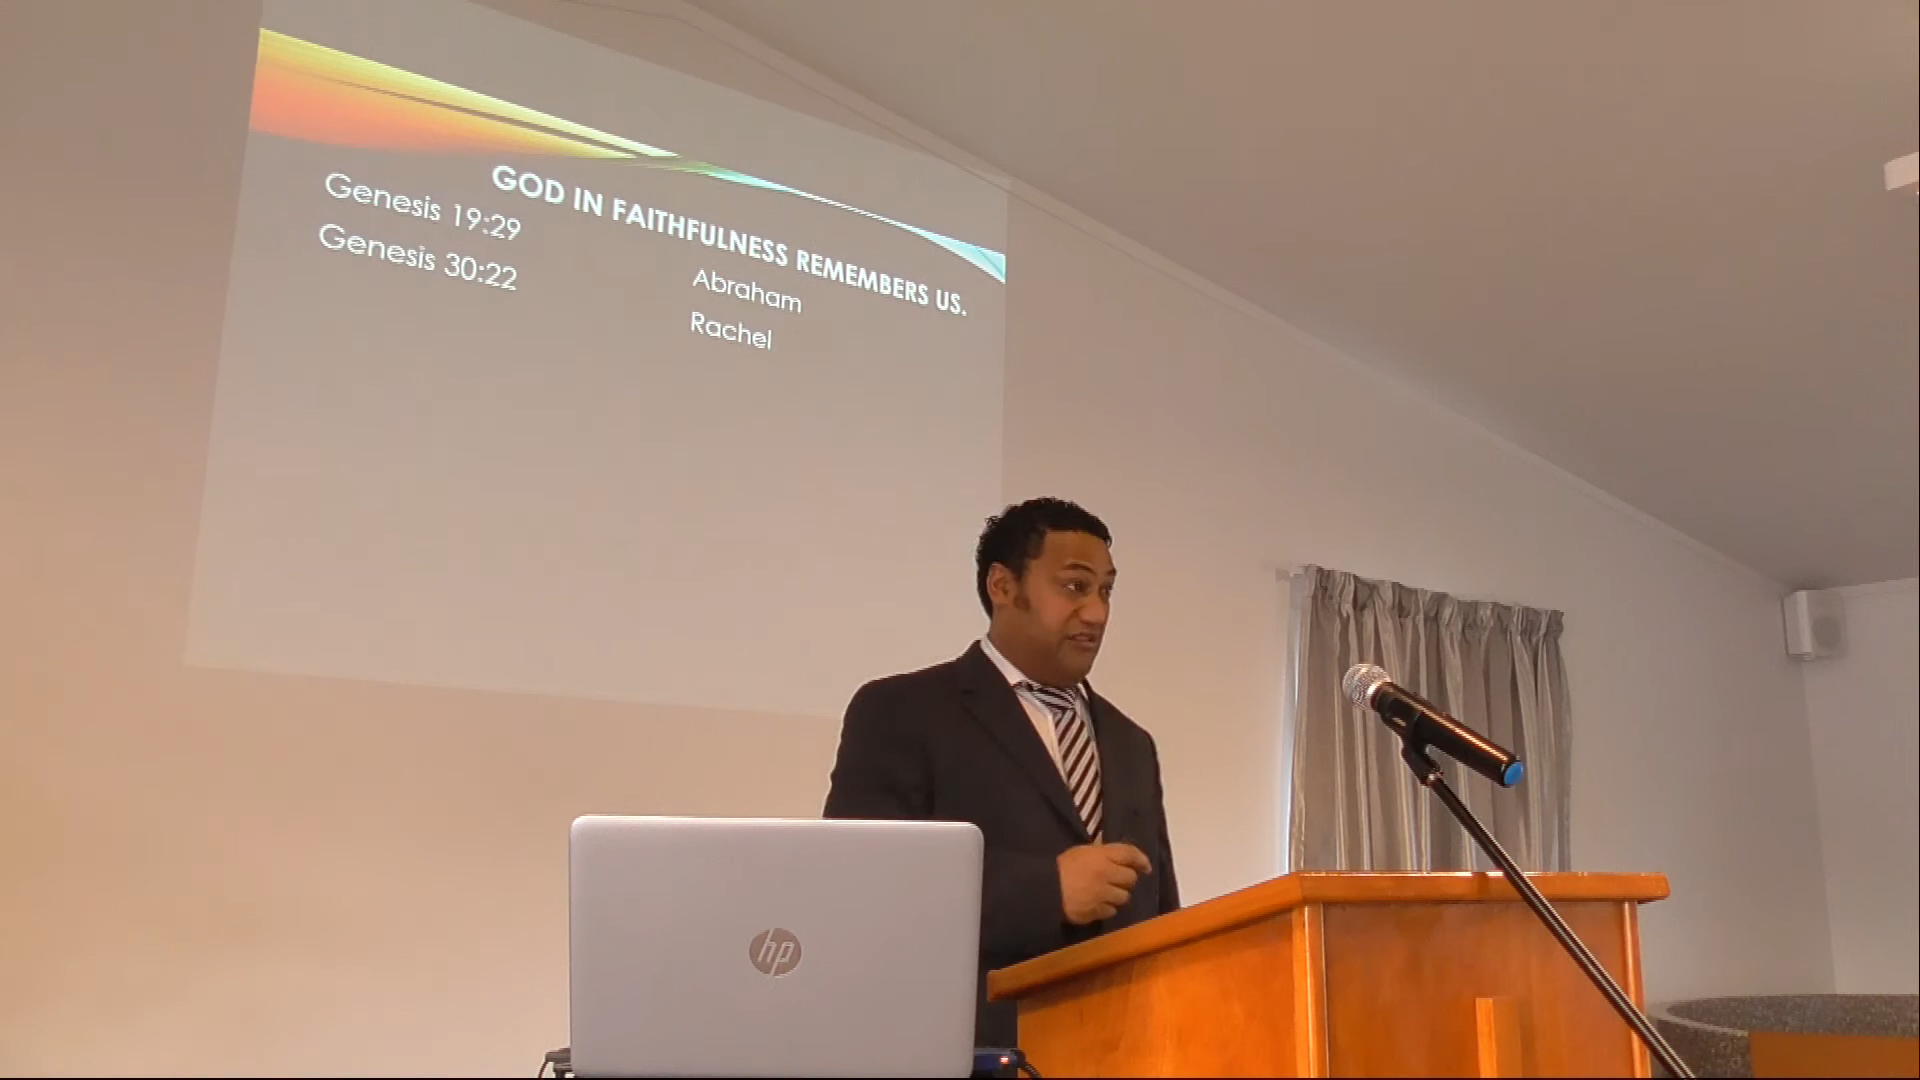 GOD IN FAITHFULNESS REMEMBERS US.
Genesis 19:29
Genesis 30:22
Abraham
Rachel
hp